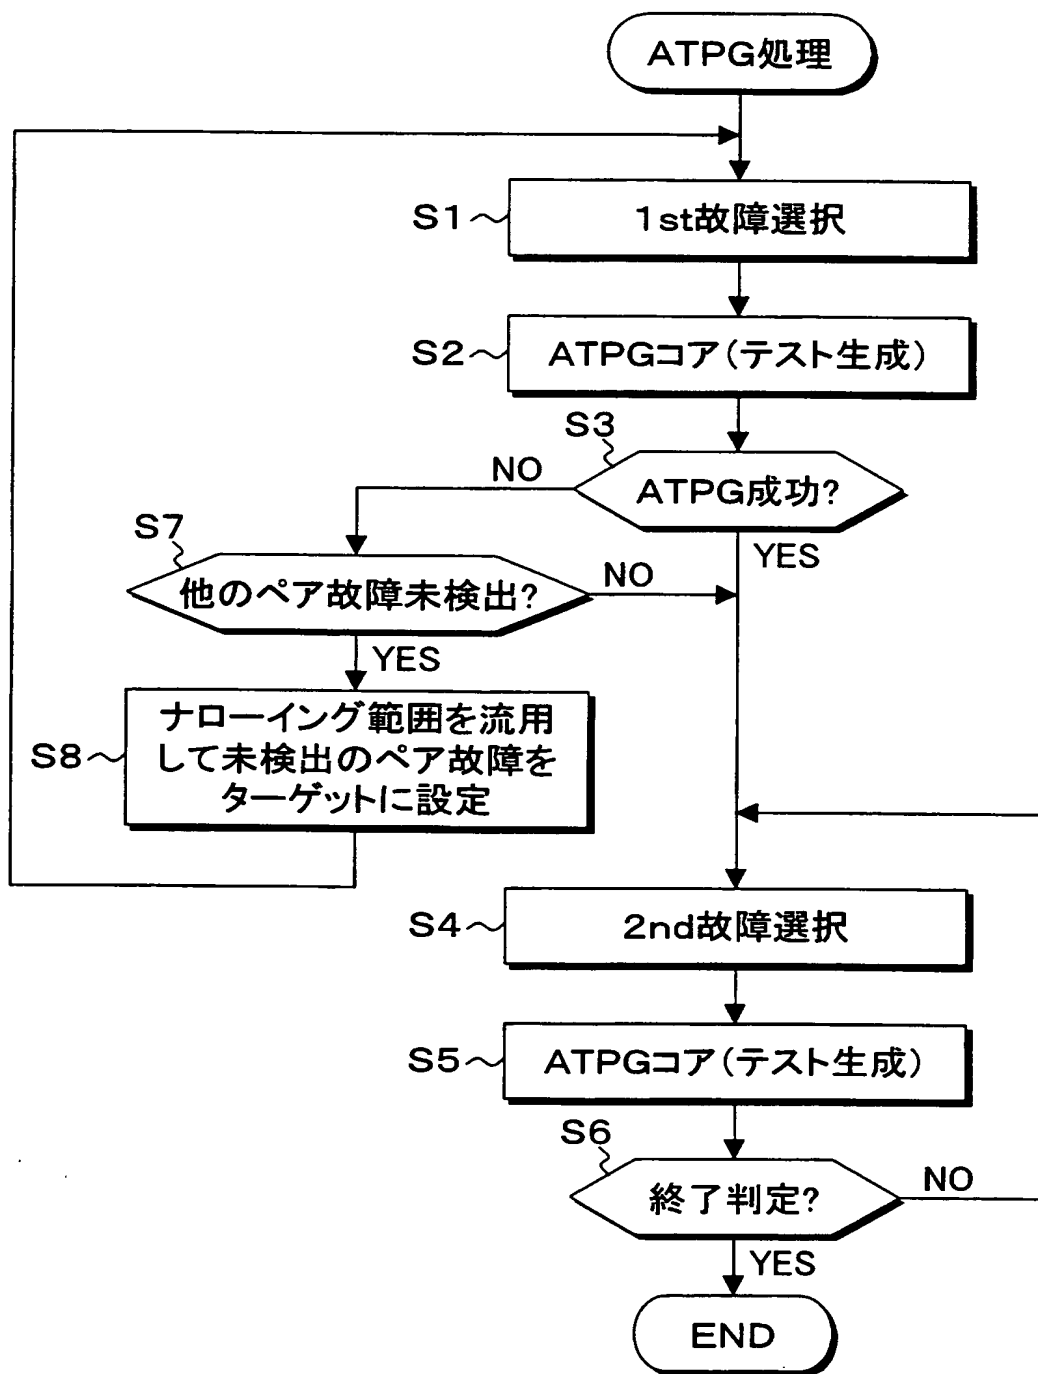 ATPG処理
S1
1st故障選択
S2
ATPGコア(テスト生成)
S3
ATPG成功?
NO
YES
S7
他のペア故障未検出?
NO
YES
S8
ナローイング範囲を流用
して未検出のペア故障を
ターゲットに設定
S4
2nd故障選択
S5
ATPGコア(テスト生成)
S6
終了判定?
NO
YES
END